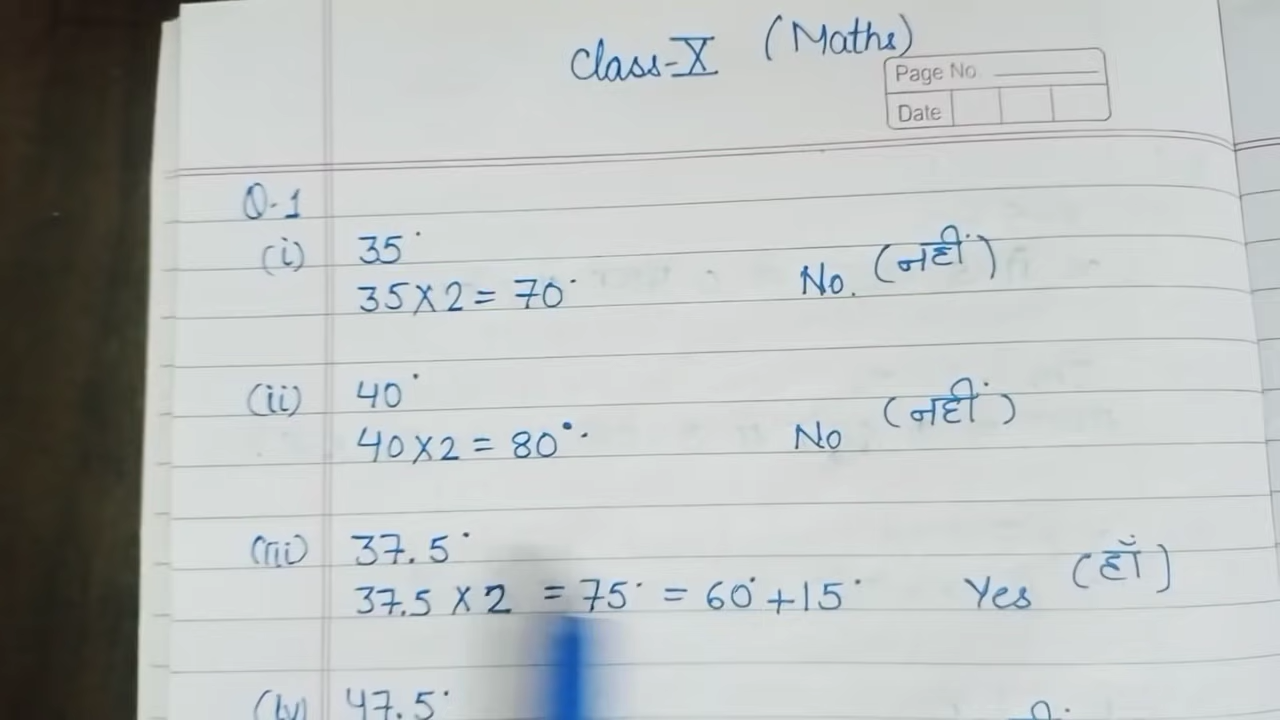 Class-X (Maths)
Page No.
Date
Q.1
(i) 35°
35×2 = 70° No. (नहीं)
(ii) 40°
40×2 = 80° No (नहीं)
(iii) 37.5°
37.5 × 2 = 75° = 60°+15° Yes (हाँ)
(iv) 47.5°